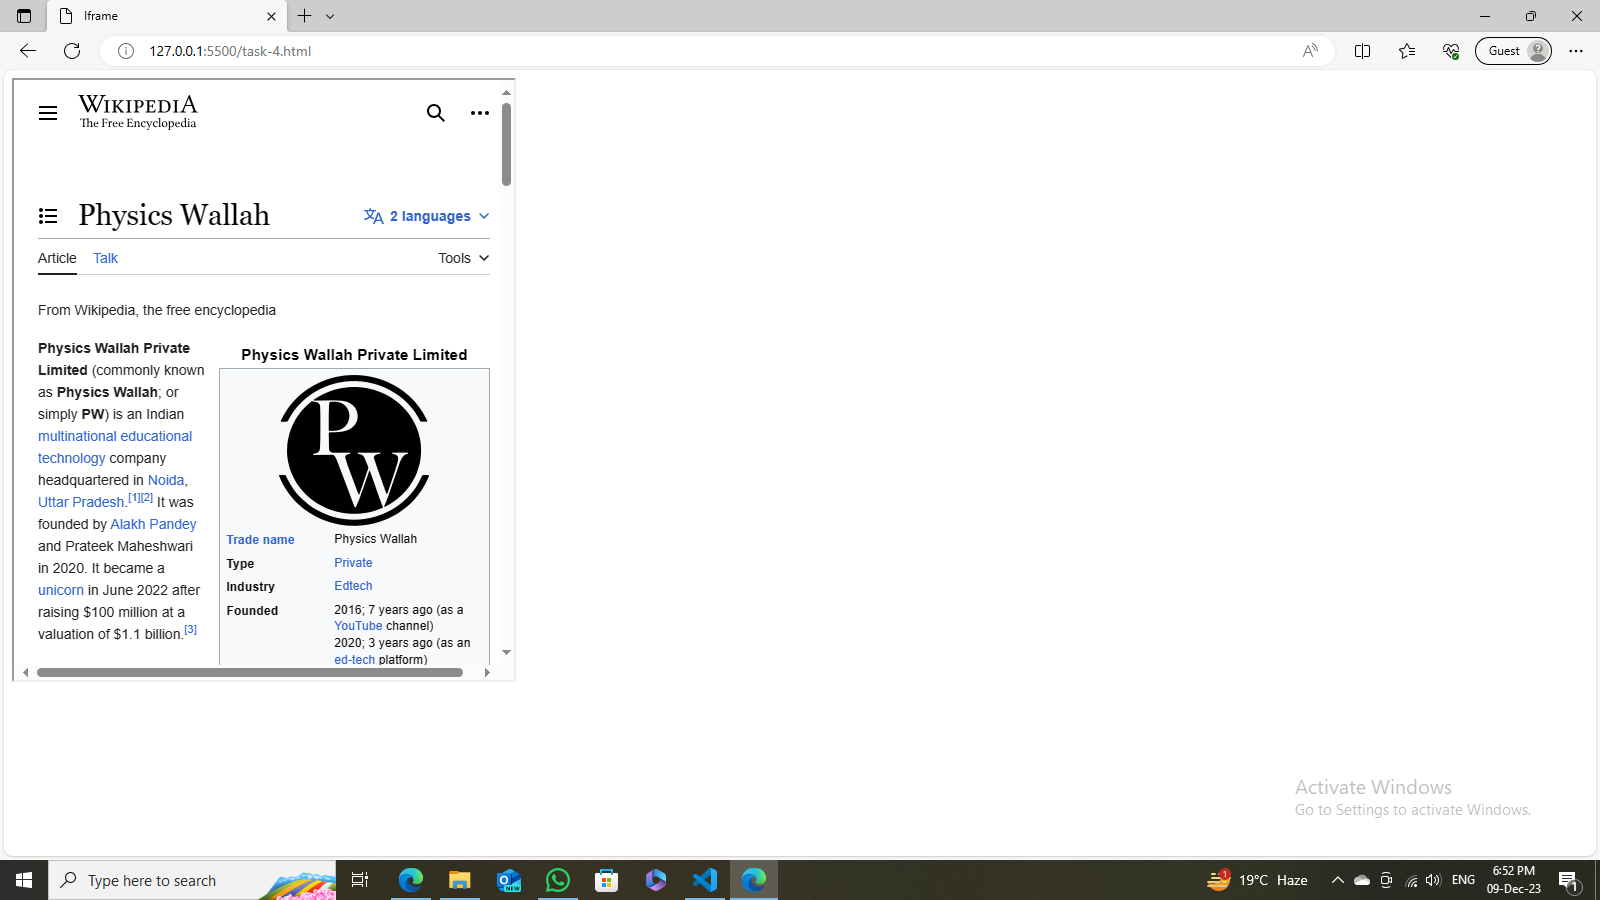 Iframe
127.0.0.1:5500/task-4.html
Guest
WIKIPEDIA
The Free Encyclopedia
Physics Wallah
2 languages
Article Talk Tools
From Wikipedia, the free encyclopedia
Physics Wallah Private
Limited (commonly known
as Physics Wallah; or
simply PW) is an Indian
multinational educational
technology company
headquartered in Noida,
Uttar Pradesh.[1][2] It was
founded by Alakh Pandey
and Prateek Maheshwari
in 2020. It became a
unicorn in June 2022 after
raising $100 million at a
valuation of $1.1 billion.[3]
Physics Wallah Private Limited
P
W
Trade name Physics Wallah
Type Private
Industry Edtech
Founded 2016; 7 years ago (as a
YouTube channel)
2020; 3 years ago (as an
ed-tech platform)
Activate Windows
Go to Settings to activate Windows.
Type here to search
NEW
1
19°C Haze
ENG
6:52 PM
09-Dec-23
1